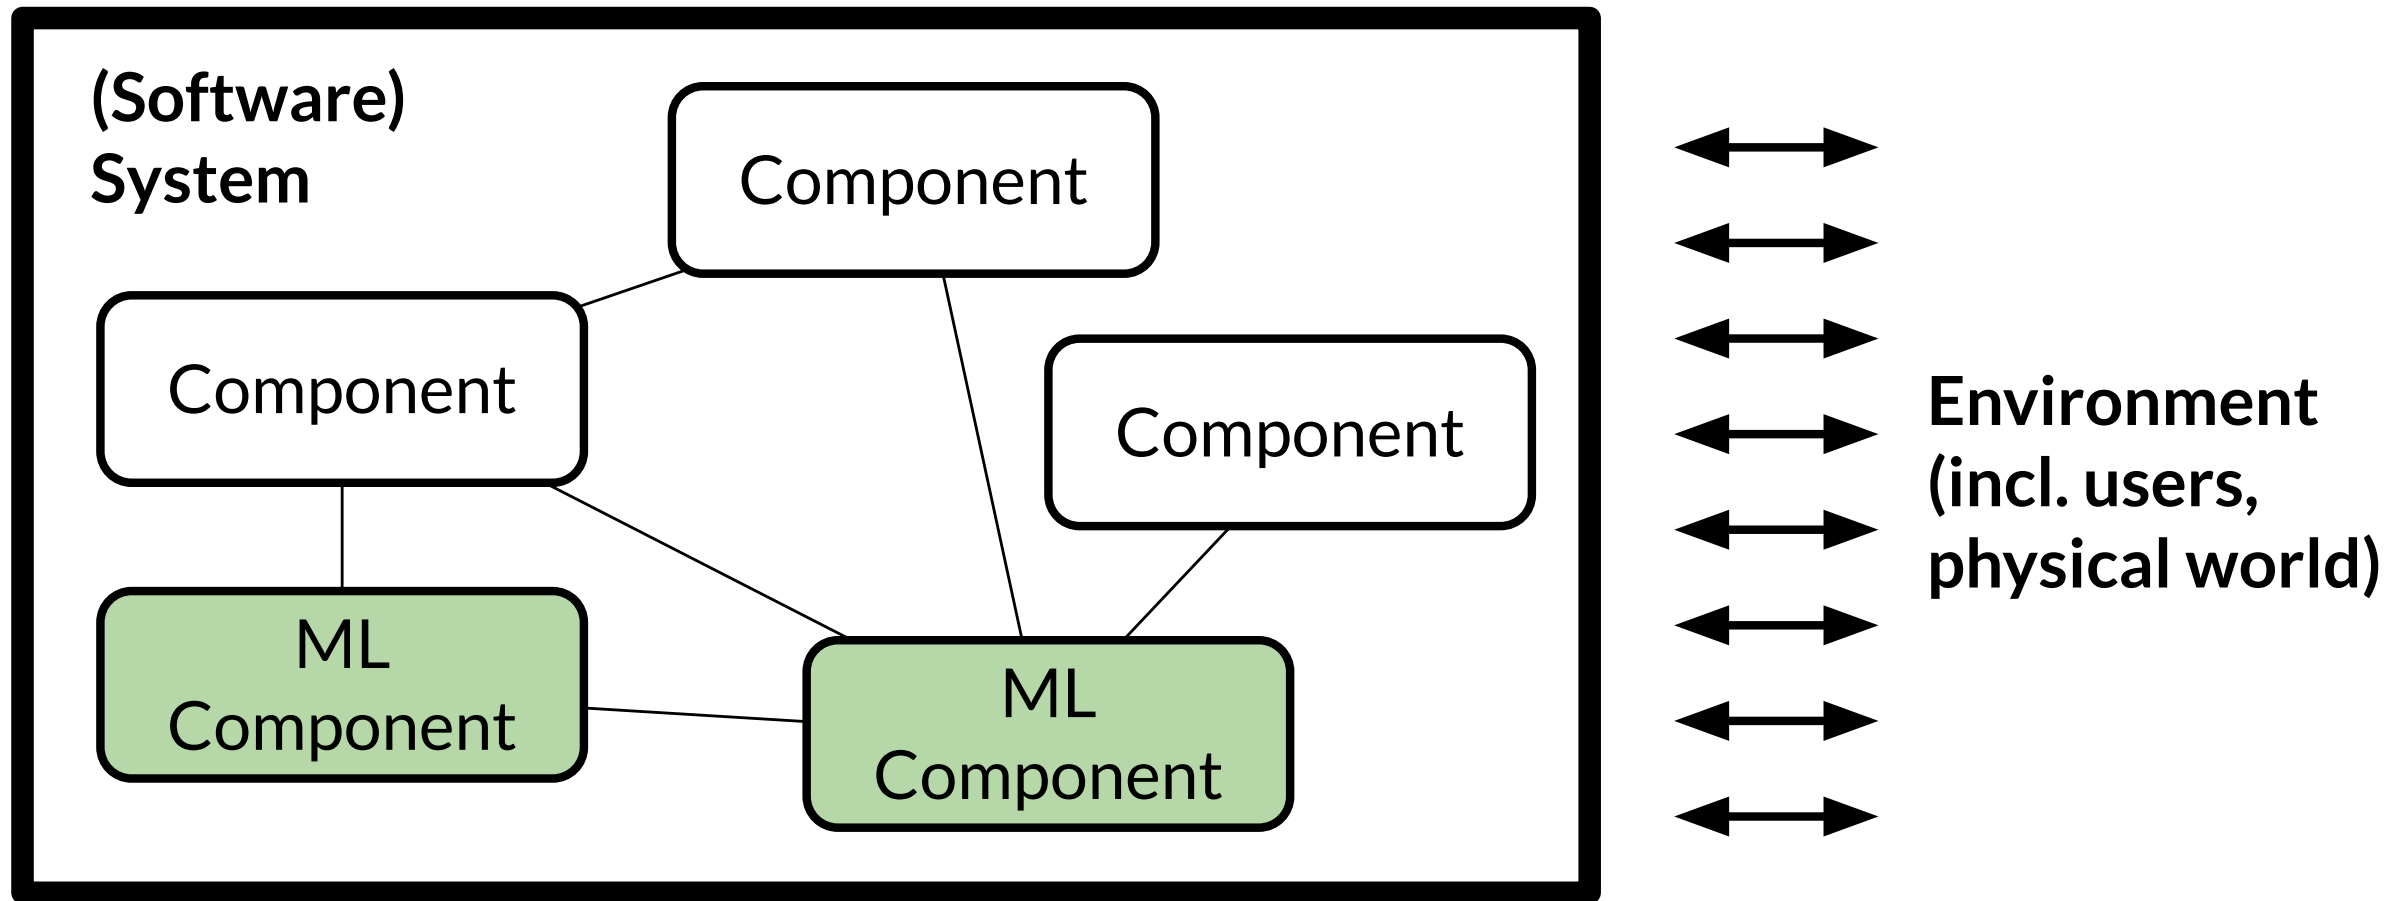 (Software)
System
Component
Component
Component
ML
Component
ML
Component
Environment
(incl. users,
physical world)